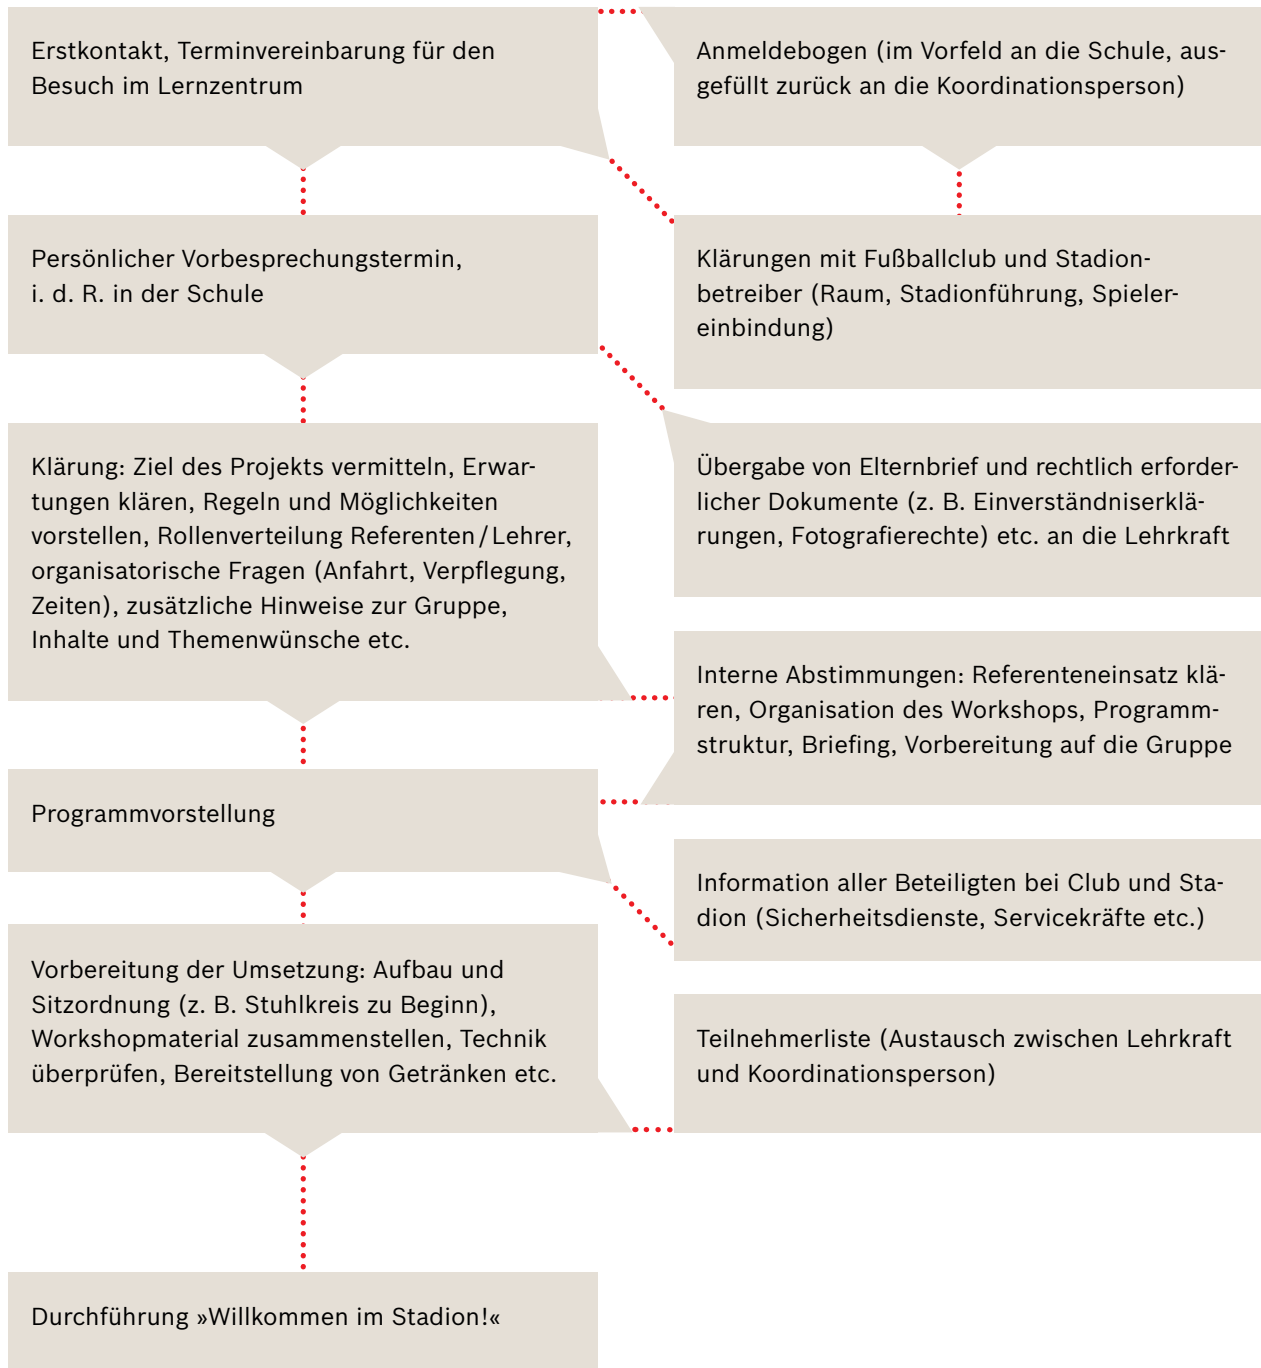 Erstkontakt, Terminvereinbarung für den
Besuch im Lernzentrum
Anmeldebogen (im Vorfeld an die Schule, aus-
gefüllt zurück an die Koordinationsperson)
Persönlicher Vorbesprechungstermin,
i. d. R. in der Schule
Klärungen mit Fußballclub und Stadion-
betreiber (Raum, Stadionführung, Spieler-
einbindung)
Klärung: Ziel des Projekts vermitteln, Erwar-
tungen klären, Regeln und Möglichkeiten
vorstellen, Rollenverteilung Referenten / Lehrer,
organisatorische Fragen (Anfahrt, Verpflegung,
Zeiten), zusätzliche Hinweise zur Gruppe,
Inhalte und Themenwünsche etc.
Übergabe von Elternbrief und rechtlich erforder-
licher Dokumente (z. B. Einverständniserklä-
rungen, Fotografierechte) etc. an die Lehrkraft
Interne Abstimmungen: Referenteneinsatz klä-
ren, Organisation des Workshops, Programm-
struktur, Briefing, Vorbereitung auf die Gruppe
Programmvorstellung
Information aller Beteiligten bei Club und Sta-
dion (Sicherheitsdienste, Servicekräfte etc.)
Vorbereitung der Umsetzung: Aufbau und
Sitzordnung (z. B. Stuhlkreis zu Beginn),
Workshopmaterial zusammenstellen, Technik
überprüfen, Bereitstellung von Getränken etc.
Teilnehmerliste (Austausch zwischen Lehrkraft
und Koordinationsperson)
Durchführung »Willkommen im Stadion!«